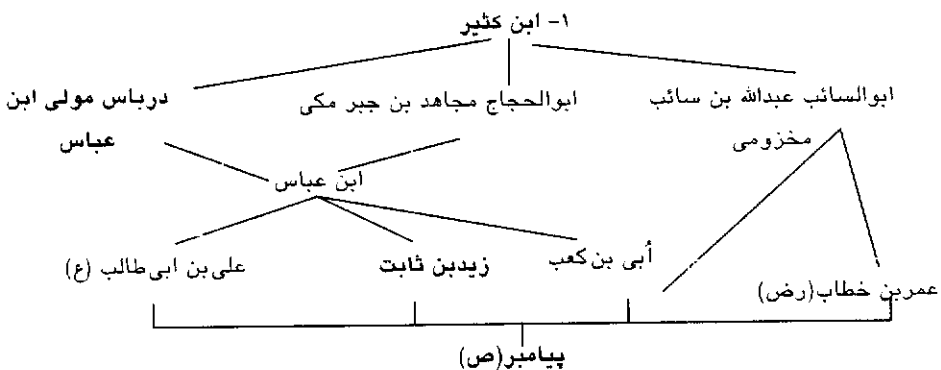 ۱- ابن کثیر
ابوالسائب عبدالله بن سائب مخزومی
ابوالحجاج مجاهد بن جبر مکی
درباس مولی ابن عباس
ابن عباس
عمربن خطاب(رض)
أبی بن کعب
زیدبن ثابت
علی‌بن ابی‌طالب (ع)
پیامبر(ص)